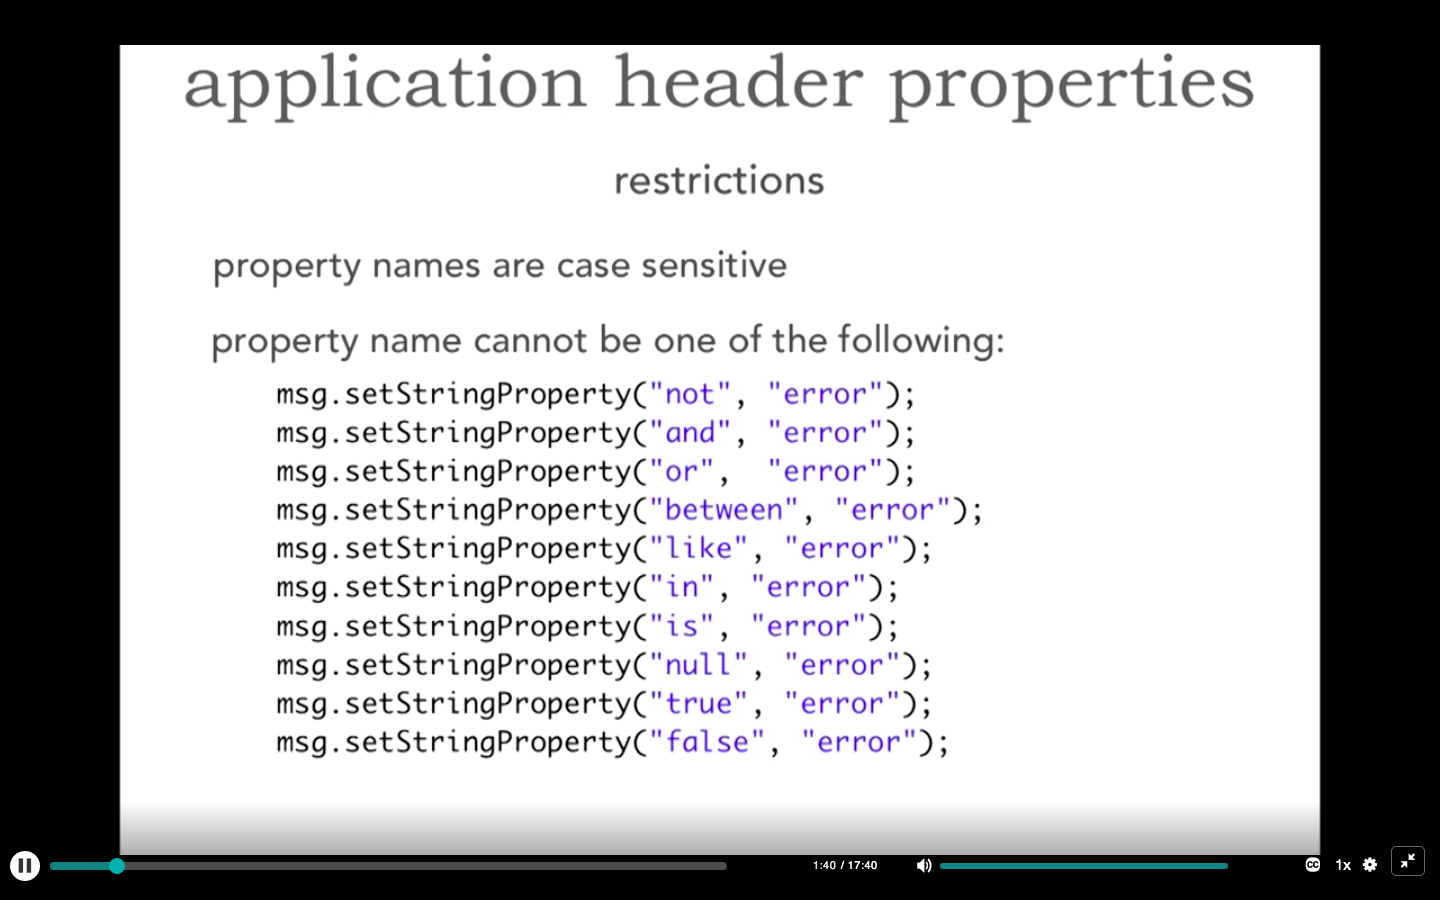 application header properties
restrictions
property names are case sensitive
property name cannot be one of the following:
msg.setStringProperty("not", "error");
msg.setStringProperty("and", "error");
msg.setStringProperty("or",  "error");
msg.setStringProperty("between", "error");
msg.setStringProperty("like", "error");
msg.setStringProperty("in", "error");
msg.setStringProperty("is", "error");
msg.setStringProperty("null", "error");
msg.setStringProperty("true", "error");
msg.setStringProperty("false", "error");
1:40 / 17:40 CC 1x